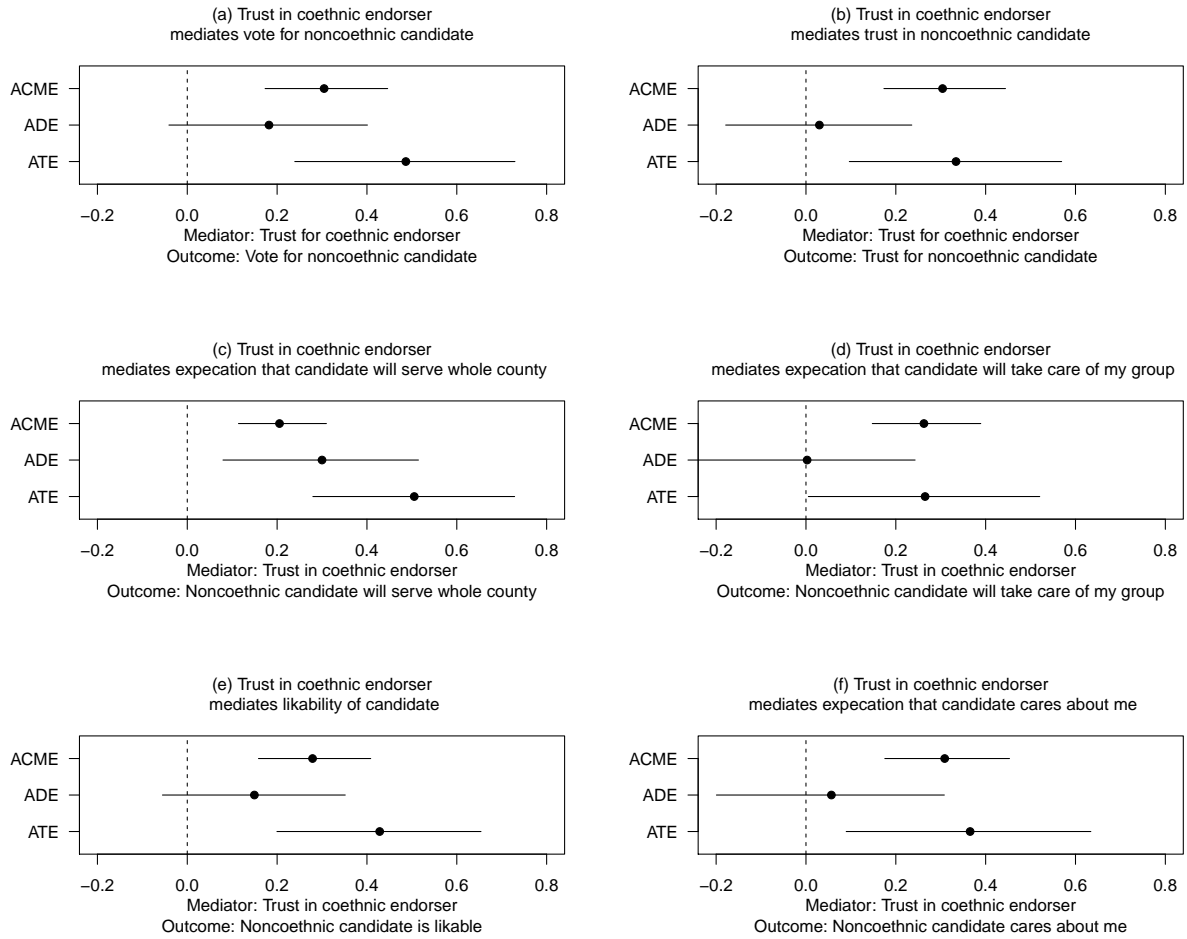 (a) Trust in coethnic endorser
mediates vote for noncoethnic candidate
ACME
ADE
ATE
−0.2 0.0 0.2 0.4 0.6 0.8
Mediator: Trust for coethnic endorser
Outcome: Vote for noncoethnic candidate
(b) Trust in coethnic endorser
mediates trust in noncoethnic candidate
ACME
ADE
ATE
−0.2 0.0 0.2 0.4 0.6 0.8
Mediator: Trust for coethnic endorser
Outcome: Trust for noncoethnic candidate
(c) Trust in coethnic endorser
mediates expecation that candidate will serve whole county
ACME
ADE
ATE
−0.2 0.0 0.2 0.4 0.6 0.8
Mediator: Trust in coethnic endorser
Outcome: Noncoethnic candidate will serve whole county
(d) Trust in coethnic endorser
mediates expecation that candidate will take care of my group
ACME
ADE
ATE
−0.2 0.0 0.2 0.4 0.6 0.8
Mediator: Trust in coethnic endorser
Outcome: Noncoethnic candidate will take care of my group
(e) Trust in coethnic endorser
mediates likability of candidate
ACME
ADE
ATE
−0.2 0.0 0.2 0.4 0.6 0.8
Mediator: Trust in coethnic endorser
Outcome: Noncoethnic candidate is likable
(f) Trust in coethnic endorser
mediates expecation that candidate cares about me
ACME
ADE
ATE
−0.2 0.0 0.2 0.4 0.6 0.8
Mediator: Trust in coethnic endorser
Outcome: Noncoethnic candidate cares about me